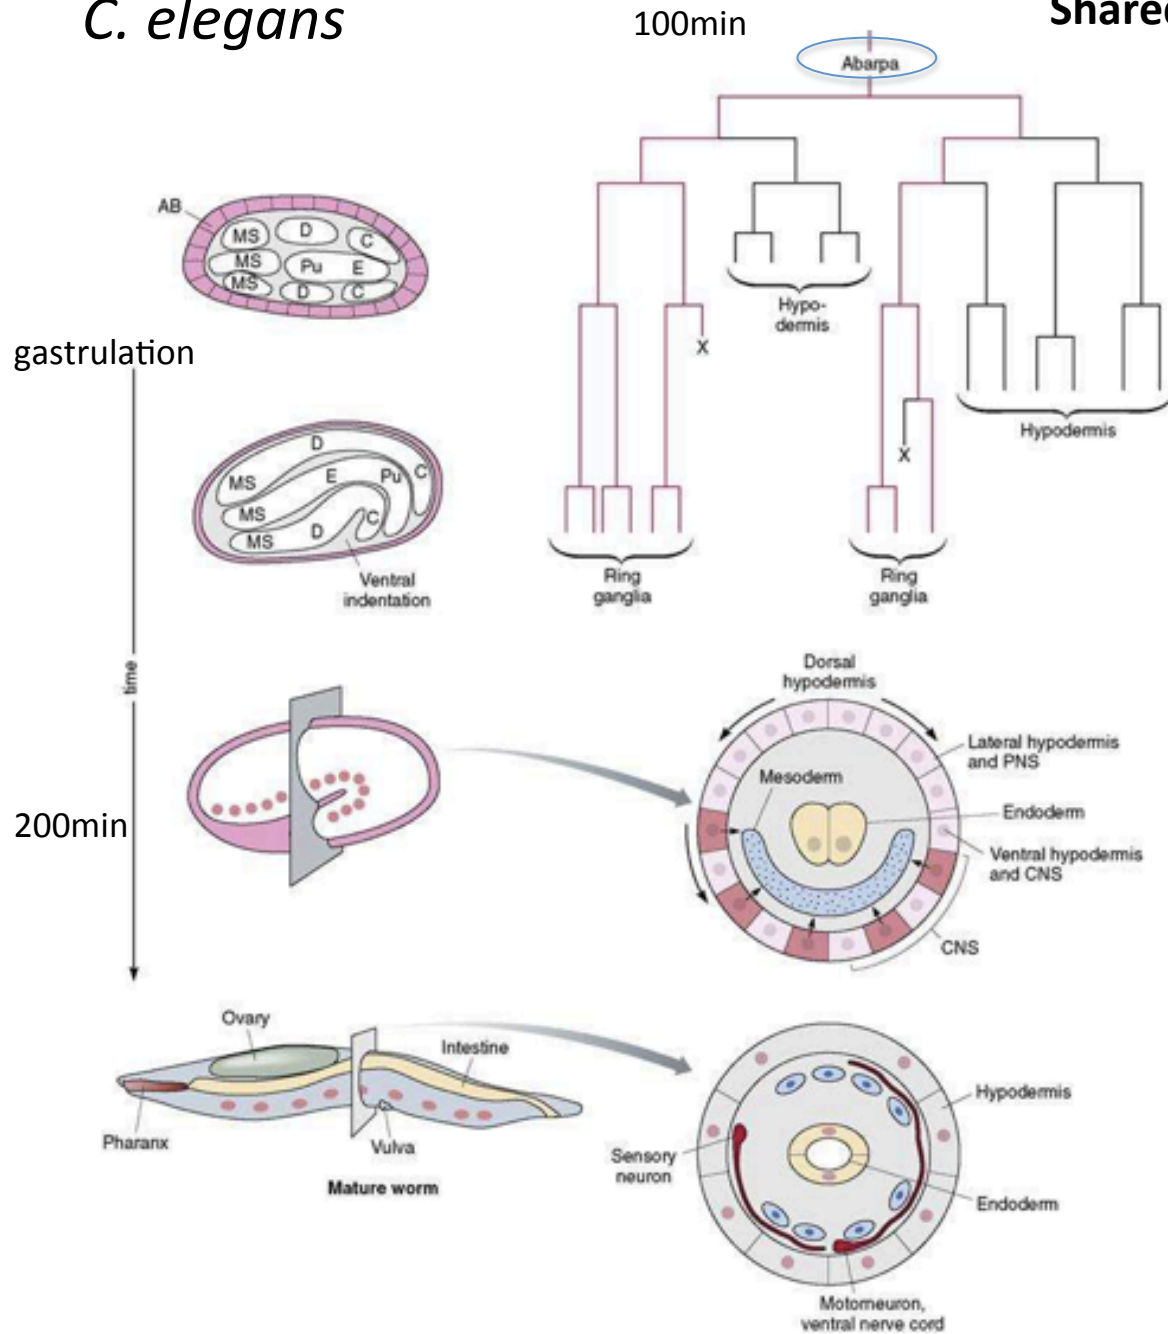 C. elegans
100min
Shared
Abarpa
AB
MS
D
C
MS
Pu
E
MS
D
C
Hypo-
dermis
X
gastrulation
Hypodermis
X
D
MS
E
Pu
C
MS
D
C
MS
Ventral
indentation
Ring
ganglia
Ring
ganglia
time
Dorsal
hypodermis
Lateral hypodermis
and PNS
Mesoderm
Endoderm
200min
Ventral hypodermis
and CNS
CNS
Ovary
Intestine
Pharanx
Vulva
Mature worm
Hypodermis
Sensory
neuron
Endoderm
Motorneuron,
ventral nerve cord